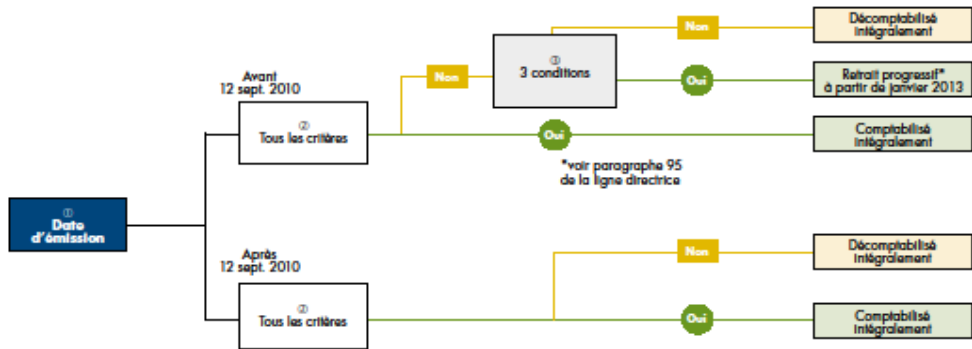 ①
Date
d'émission
Avant
12 sept. 2010
②
Tous les critères
Non
③
3 conditions
Non
Décomptabilisé
intégralement
Oui
Retrait progressif*
à partir de janvier 2013
Oui
Comptabilisé
intégralement
*voir paragraphe 95
de la ligne directrice
Après
12 sept. 2010
②
Tous les critères
Non
Décomptabilisé
intégralement
Oui
Comptabilisé
intégralement